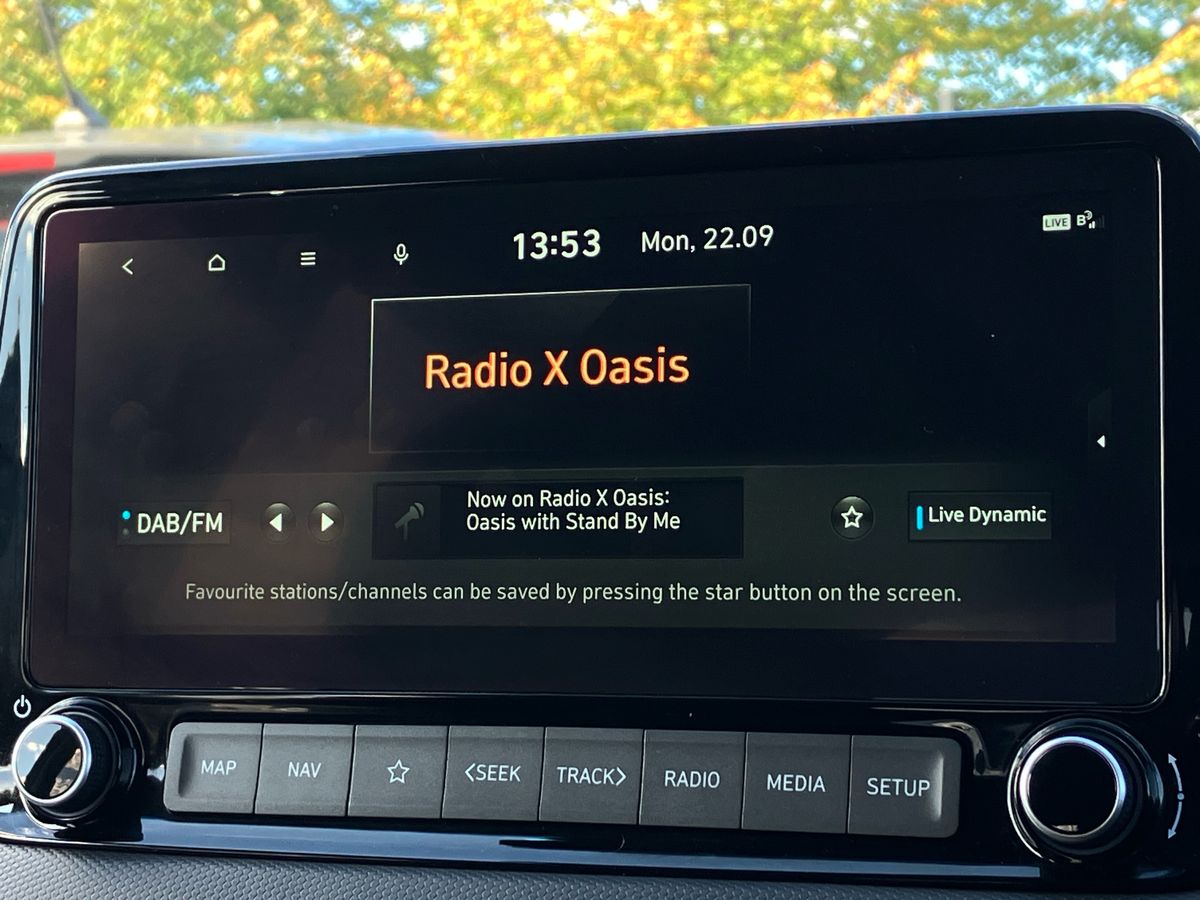 13:53 Mon, 22.09
LIVE B
Radio X Oasis
DAB/FM
Now on Radio X Oasis:
Oasis with Stand By Me
Live Dynamic
Favourite stations/channels can be saved by pressing the star button on the screen.
MAP NAV <SEEK TRACK> RADIO MEDIA SETUP